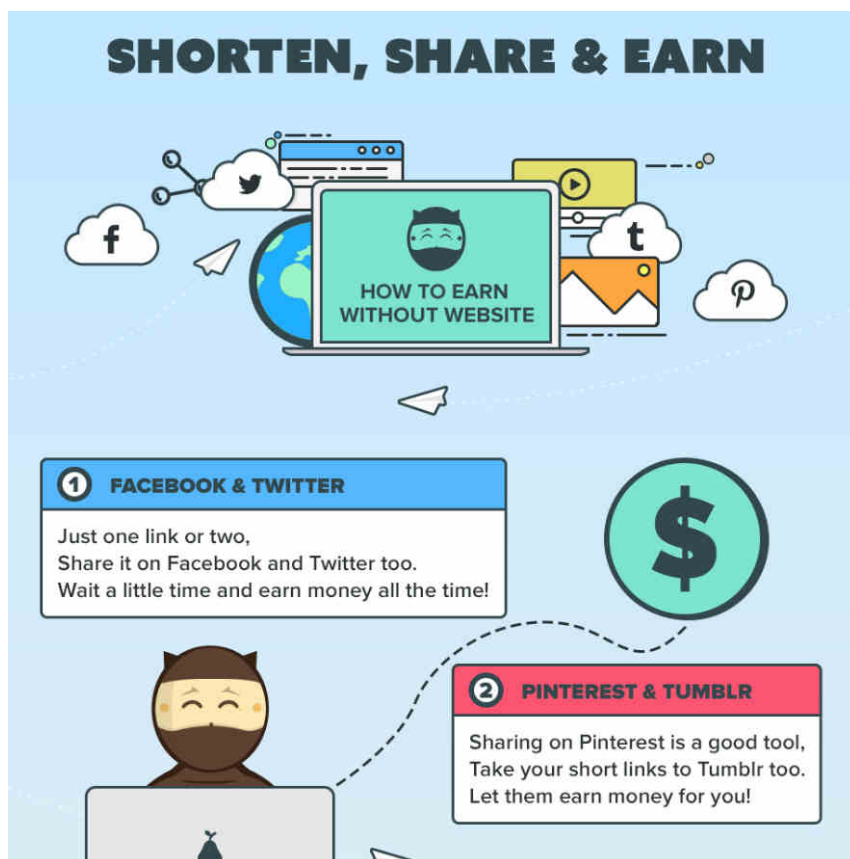 SHORTEN, SHARE & EARN
f
t
HOW TO EARN
WITHOUT WEBSITE
$
1 FACEBOOK & TWITTER
Just one link or two,
Share it on Facebook and Twitter too.
Wait a little time and earn money all the time!
2 PINTEREST & TUMBLR
Sharing on Pinterest is a good tool,
Take your short links to Tumblr too.
Let them earn money for you!